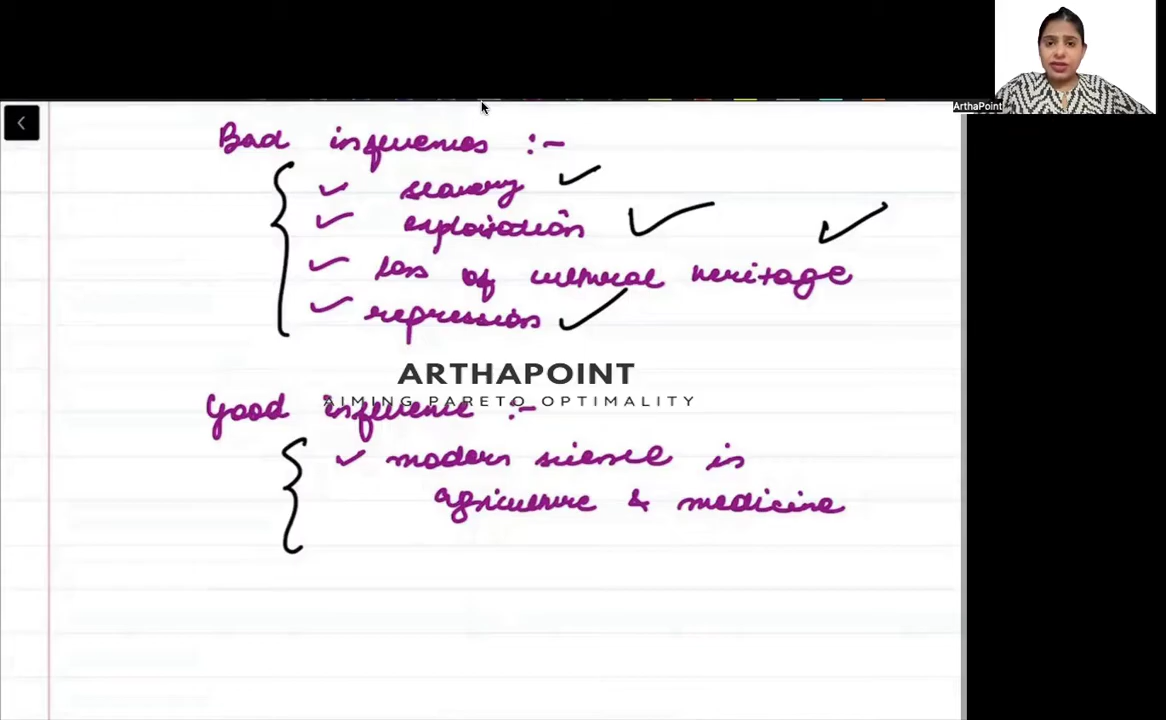 ArthaPoint
Bad influences :-
slavery
exploitation
loss of cultural heritage
repression
ARTHAPOINT
AIMING PARETO OPTIMALITY
Good influence :-
modern science in
agriculture & medicine